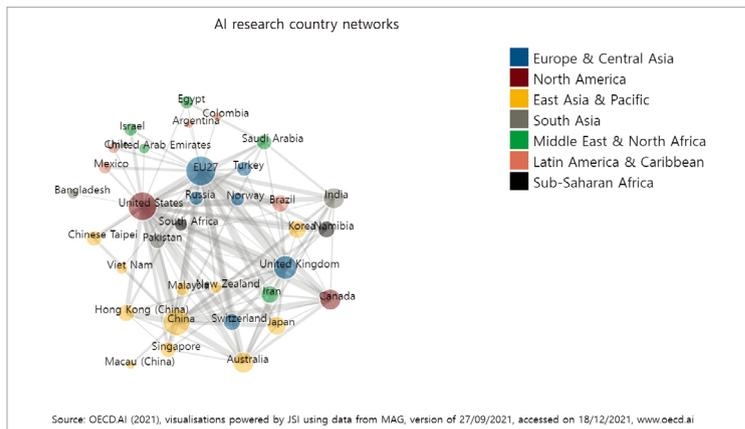 AI research country networks
Europe & Central Asia
North America
East Asia & Pacific
South Asia
Middle East & North Africa
Latin America & Caribbean
Sub-Saharan Africa
Egypt
Colombia
Argentina
Israel
Chile
United Arab Emirates
Saudi Arabia
Mexico
EU27
Turkey
Bangladesh
United States
Russia
Norway
Brazil
India
South Africa
Chinese Taipei
Pakistan
Korea
Namibia
Viet Nam
United Kingdom
Malaysia
New Zealand
Iran
Canada
Hong Kong (China)
China
Switzerland
Japan
Singapore
Macau (China)
Australia
Source: OECD.AI (2021), visualisations powered by JSI using data from MAG, version of 27/09/2021, accessed on 18/12/2021, www.oecd.ai